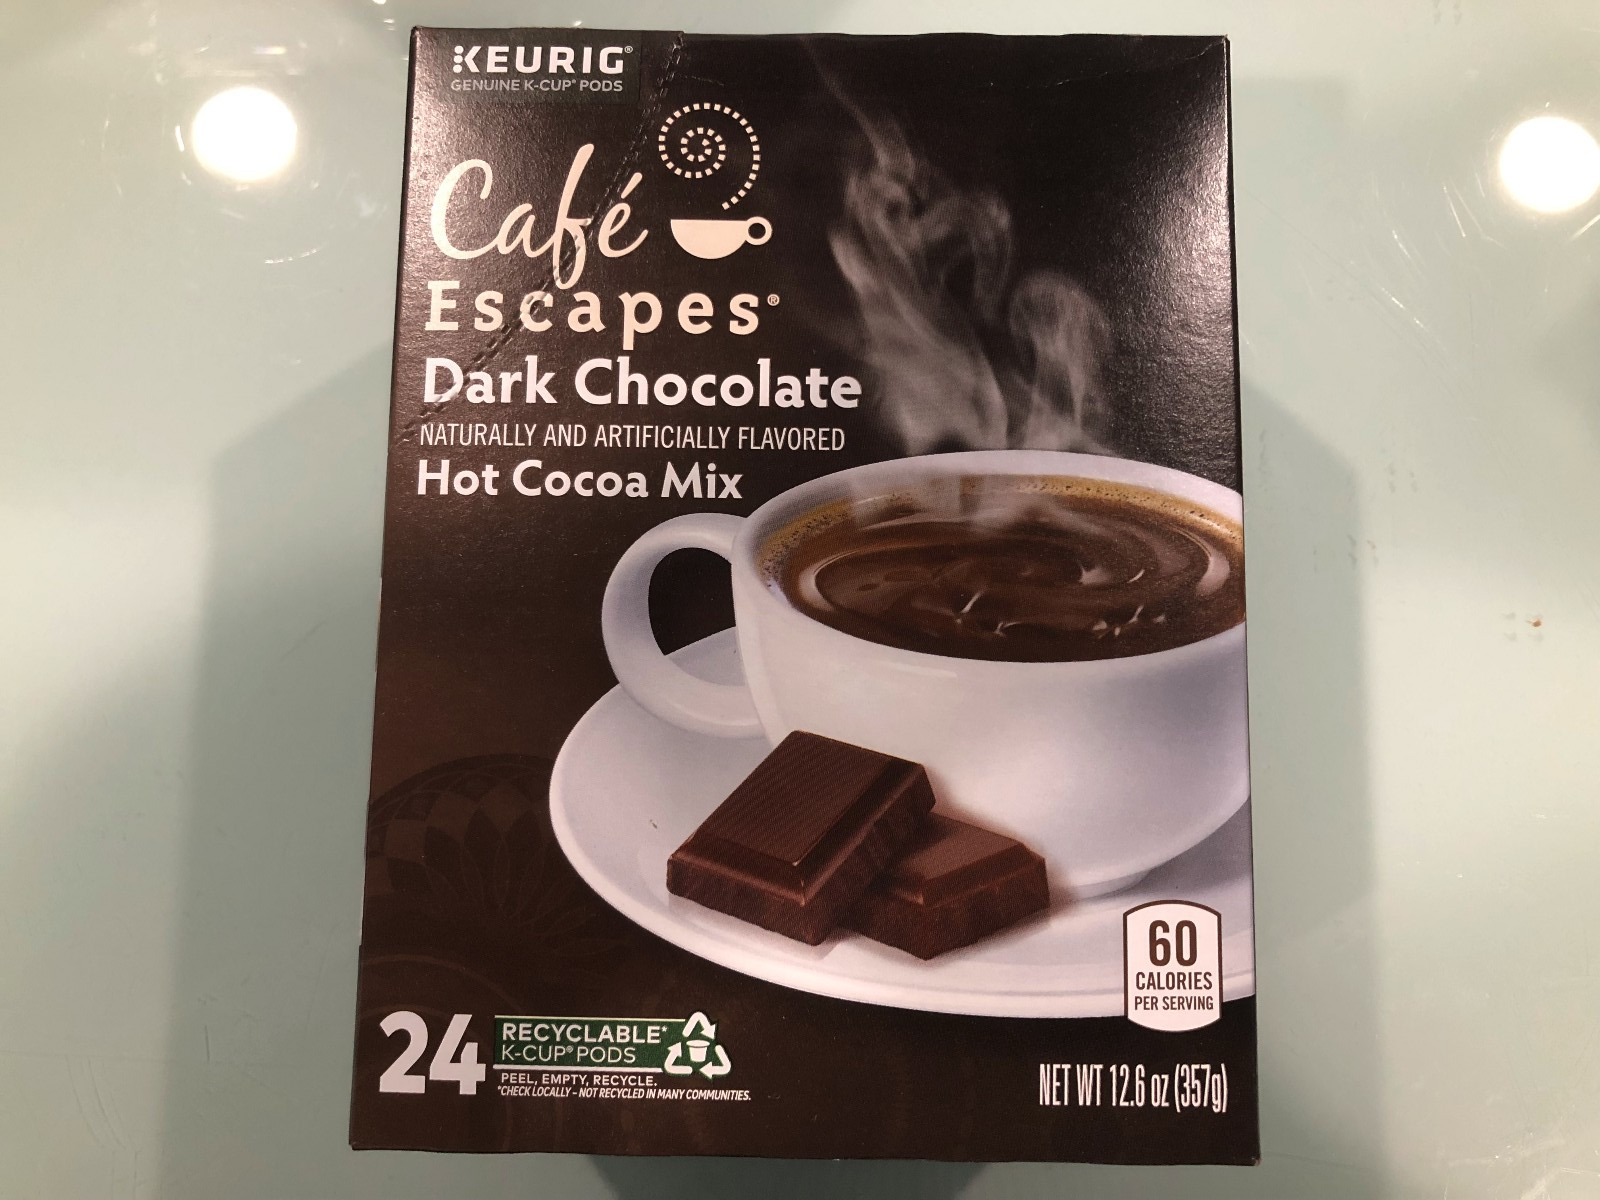 KEURIG®
GENUINE K-CUP® PODS
Café
Escapes®
Dark Chocolate
NATURALLY AND ARTIFICIALLY FLAVORED
Hot Cocoa Mix
60
CALORIES
PER SERVING
24
RECYCLABLE*
K-CUP® PODS
PEEL, EMPTY, RECYCLE.
*CHECK LOCALLY – NOT RECYCLED IN MANY COMMUNITIES.
NET WT 12.6 oz (357g)